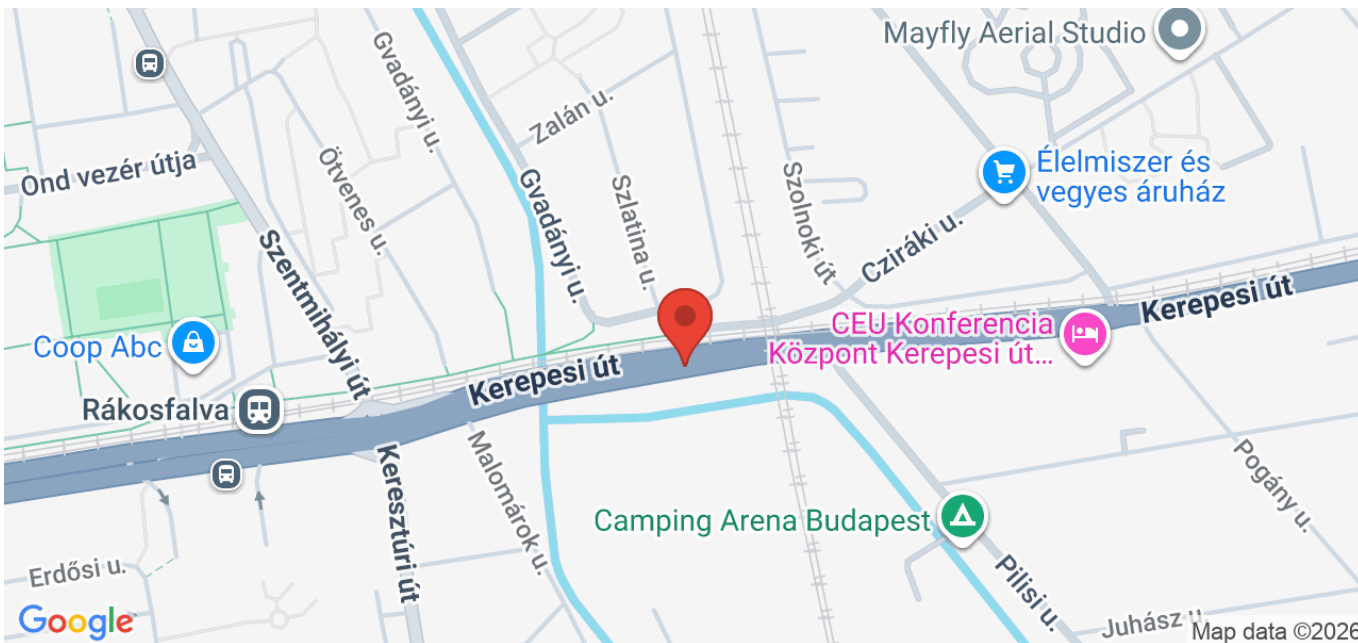 Mayfly Aerial Studio
Gvadányi u.
Zalán u.
Ond vezér útja
Ötvenes u.
Gvadányi u.
Szlatina u.
Szolnoki út
Élelmiszer és
vegyes áruház
Cziráki u.
Szentmihályi út
Kerepesi út
Coop Abc
CEU Konferencia
Központ Kerepesi út...
Kerepesi út
Rákosfalva
Keresztúri út
Malomárok u.
Pogány u.
Camping Arena Budapest
Erdősi u.
Pilisi u.
Juhász u.
Google
Map data ©2026